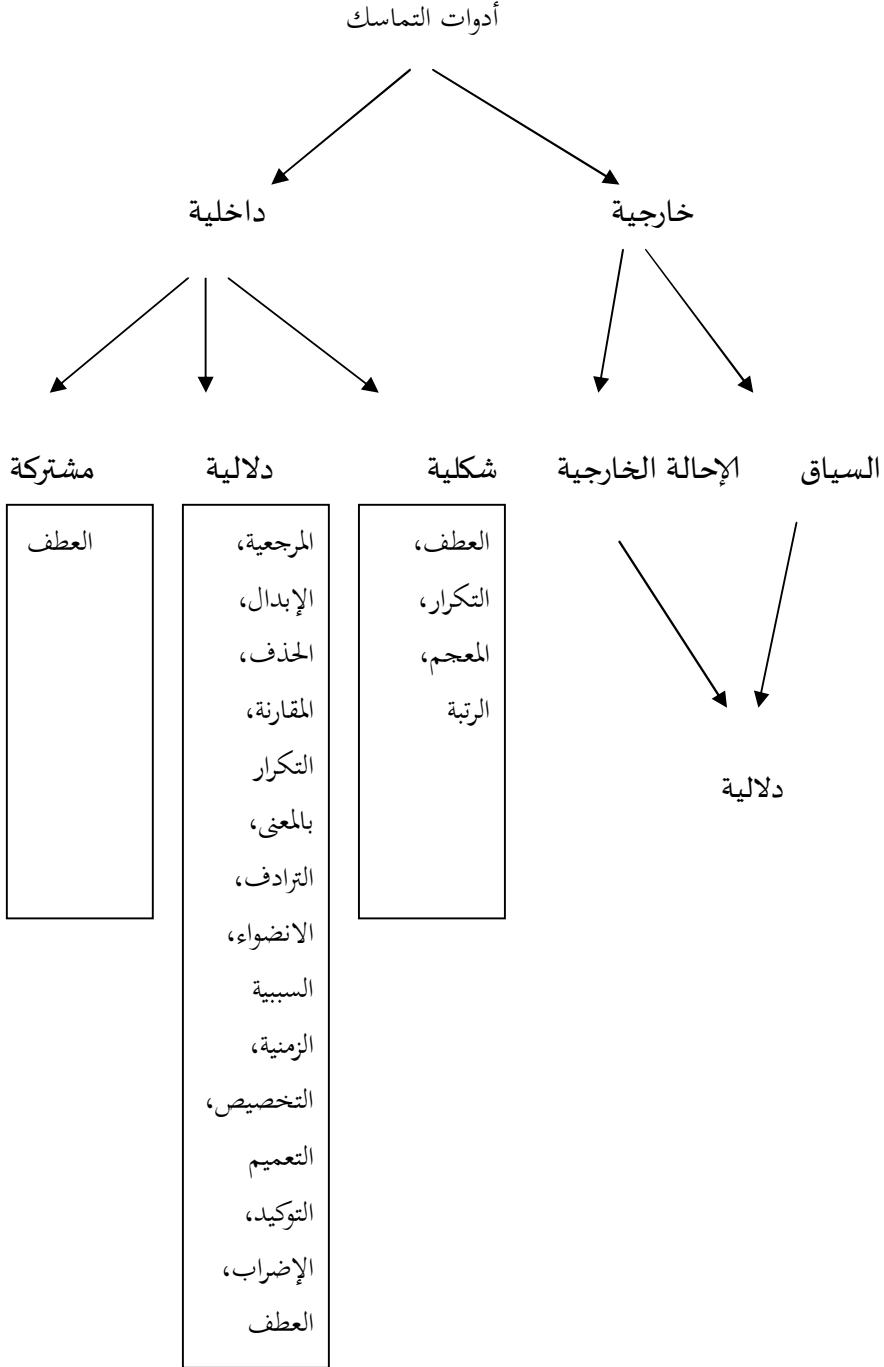 أدوات التماسك
خارجية
داخلية
السياق
الإحالة الخارجية
شكلية
دلالية
مشتركة
دلالية
العطف،
التكرار،
المعجم،
الرتبة
المرجعية،
الإبدال،
الحذف،
المقارنة،
التكرار
بالمعنى،
الترادف،
الانضواء،
السببية
الزمنية،
التخصيص،
التعميم
التوكيد،
الإضراب،
العطف
العطف